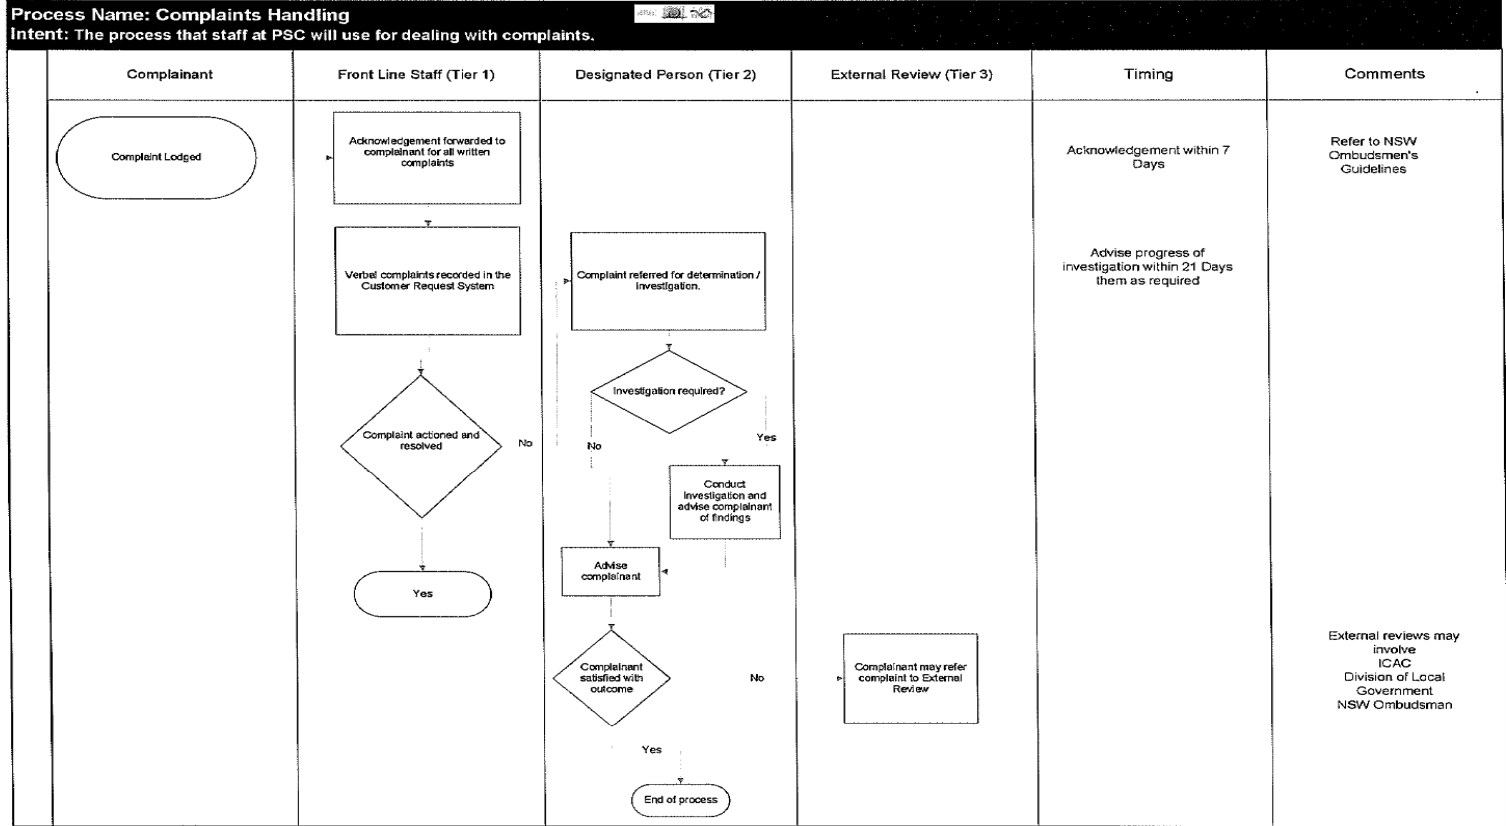 Process Name: Complaints Handling
Intent: The process that staff at PSC will use for dealing with complaints.
Complainant
Front Line Staff (Tier 1)
Designated Person (Tier 2)
External Review (Tier 3)
Timing
Comments
Complaint Lodged
Acknowledgement forwarded to
complainant for all written
complaints
Acknowledgement within 7
Days
Refer to NSW
Ombudsmen's
Guidelines
Verbal complaints recorded in the
Customer Request System
Complaint referred for determination /
investigation.
Advise progress of
investigation within 21 Days
them as required
Investigation required?
Complaint actioned and
resolved
No
No
Yes
Conduct
investigation and
advise complainant
of findings
Advise
complainant
Yes
Complainant
satisfied with
outcome
No
Complainant may refer
complaint to External
Review
External reviews may
involve
ICAC
Division of Local
Government
NSW Ombudsman
Yes
End of process